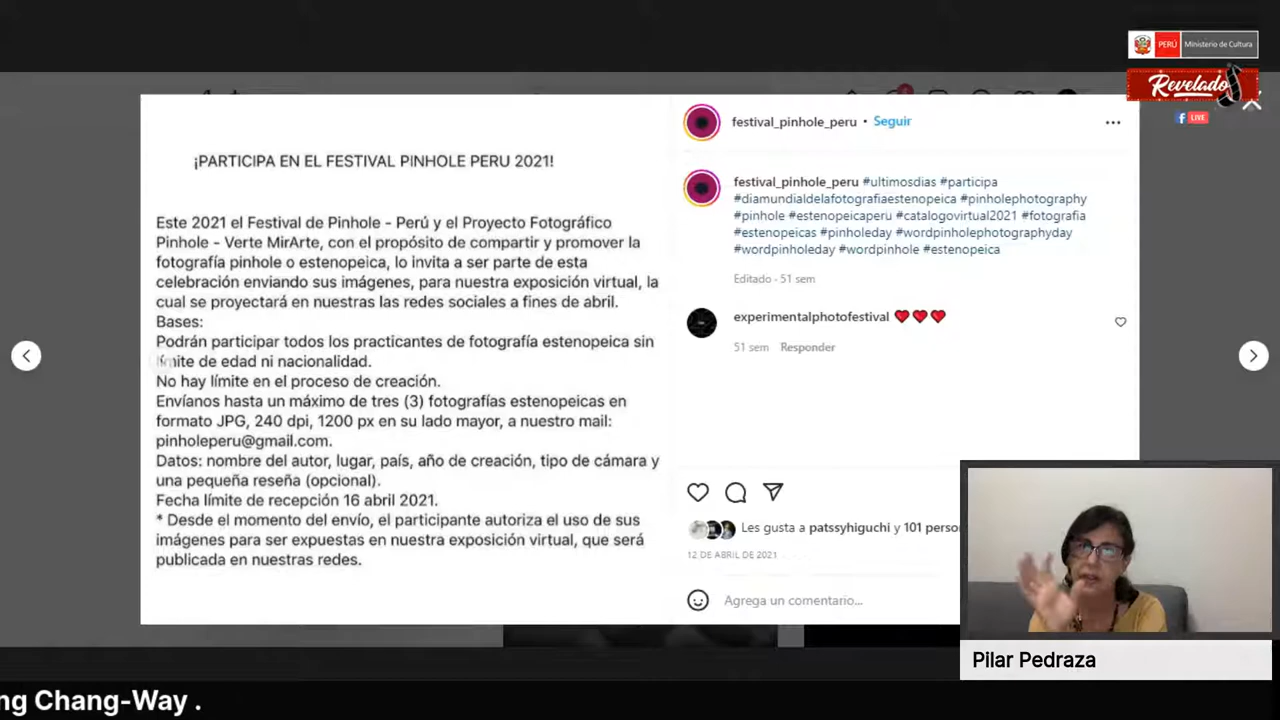 PERÚ Ministerio de Cultura
Revelados
LIVE
¡PARTICIPA EN EL FESTIVAL PINHOLE PERU 2021!
Este 2021 el Festival de Pinhole - Perú y el Proyecto Fotográfico
Pinhole - Verte MirArte, con el propósito de compartir y promover la
fotografía pinhole o estenopeica, lo invita a ser parte de esta
celebración enviando sus imágenes, para nuestra exposición virtual, la
cual se proyectará en nuestras las redes sociales a fines de abril.
Bases:
Podrán participar todos los practicantes de fotografía estenopeica sin
límite de edad ni nacionalidad.
No hay límite en el proceso de creación.
Envíanos hasta un máximo de tres (3) fotografías estenopeicas en
formato JPG, 240 dpi, 1200 px en su lado mayor, a nuestro mail:
pinholeperu@gmail.com.
Datos: nombre del autor, lugar, país, año de creación, tipo de cámara y
una pequeña reseña (opcional).
Fecha límite de recepción 16 abril 2021.
* Desde el momento del envío, el participante autoriza el uso de sus
imágenes para ser expuestas en nuestra exposición virtual, que será
publicada en nuestras redes.
festival_pinhole_peru • Seguir
festival_pinhole_peru #ultimosdias #participa
#diamundialdelafotografiaestenopeica #pinholephotography
#pinhole #estenopeicaperu #catalogovirtual2021 #fotografia
#estenopeicas #pinholeday #wordpinholephotographyday
#wordpinholeday #wordpinhole #estenopeica
Editado - 51 sem
experimentalphotofestival ❤❤❤
51 sem Responder
Les gusta a patssyhiguchi y 101 perso
12 DE ABRIL DE 2021
Agrega un comentario...
Pilar Pedraza
ng Chang-Way .